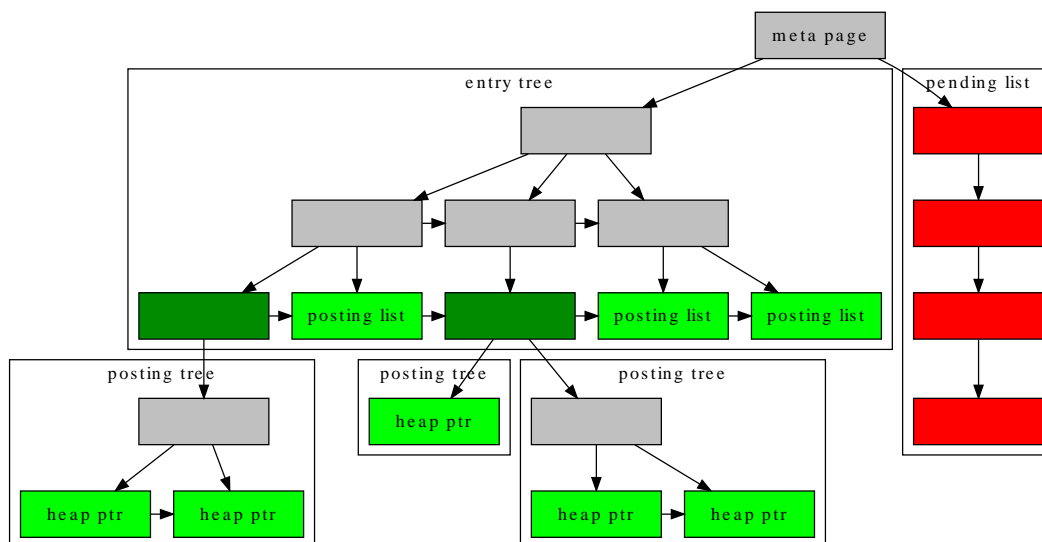 meta page
entry tree
pending list
posting list
posting list
posting list
posting tree
posting tree
posting tree
heap ptr
heap ptr
heap ptr
heap ptr
heap ptr